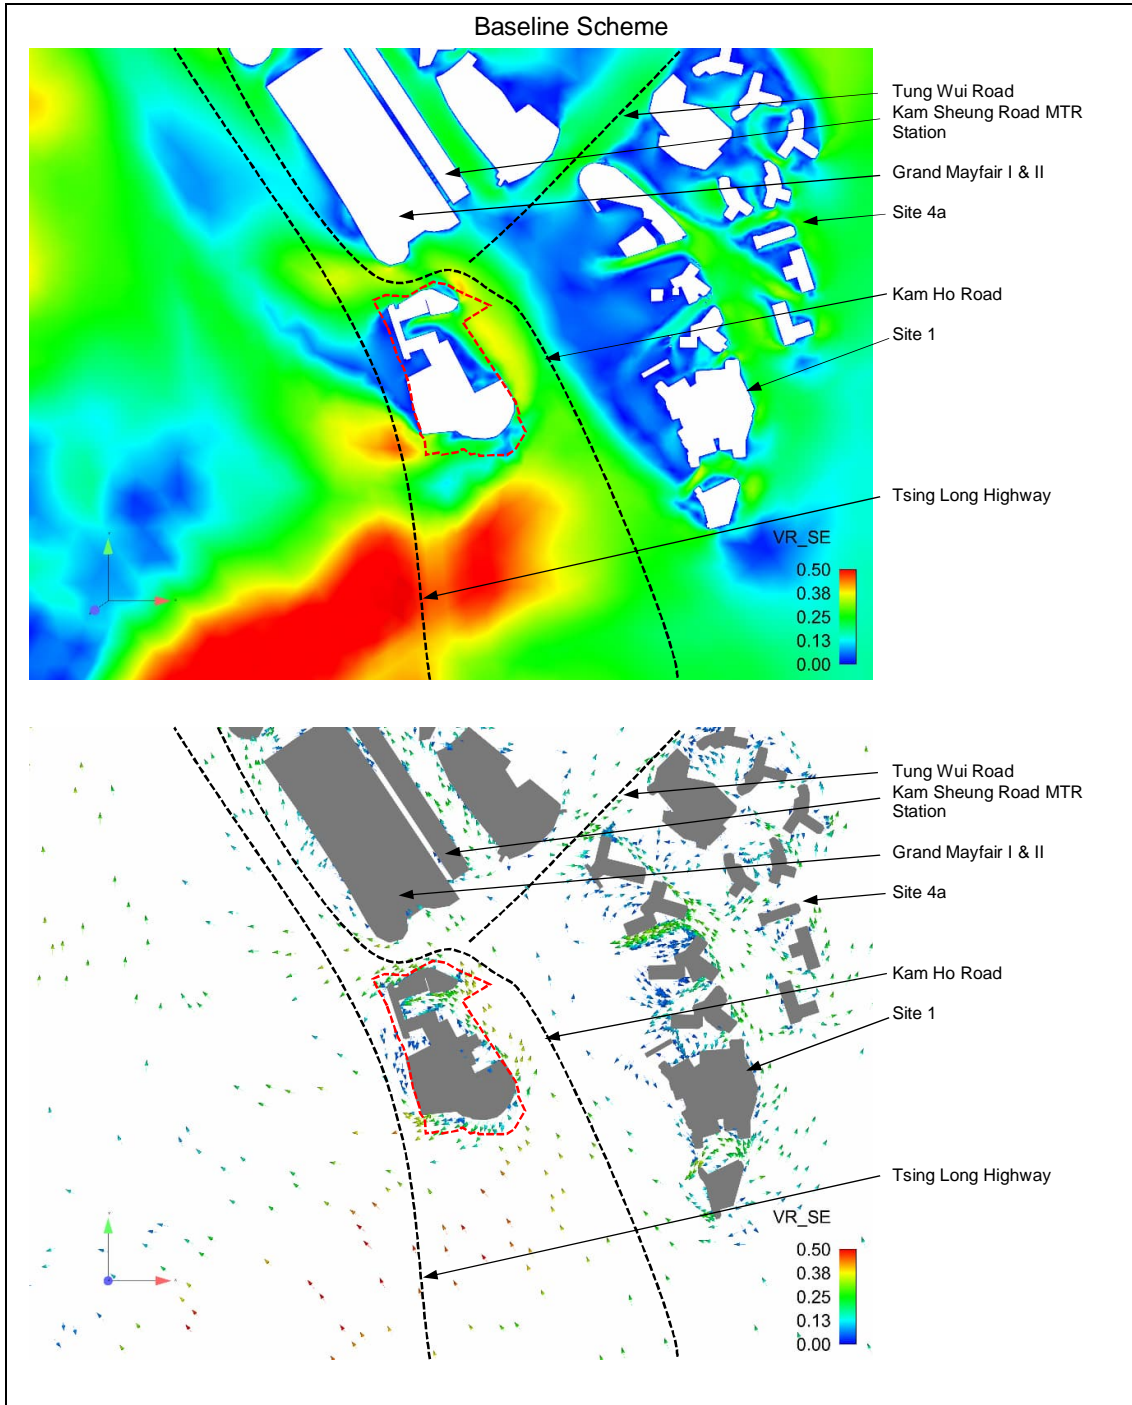 Baseline Scheme
Tung Wui Road
Kam Sheung Road MTR
Station
Grand Mayfair I & II
Site 4a
Kam Ho Road
Site 1
Tsing Long Highway
VR_SE
0.50
0.38
0.25
0.13
0.00
Tung Wui Road
Kam Sheung Road MTR
Station
Grand Mayfair I & II
Site 4a
Kam Ho Road
Site 1
Tsing Long Highway
VR_SE
0.50
0.38
0.25
0.13
0.00